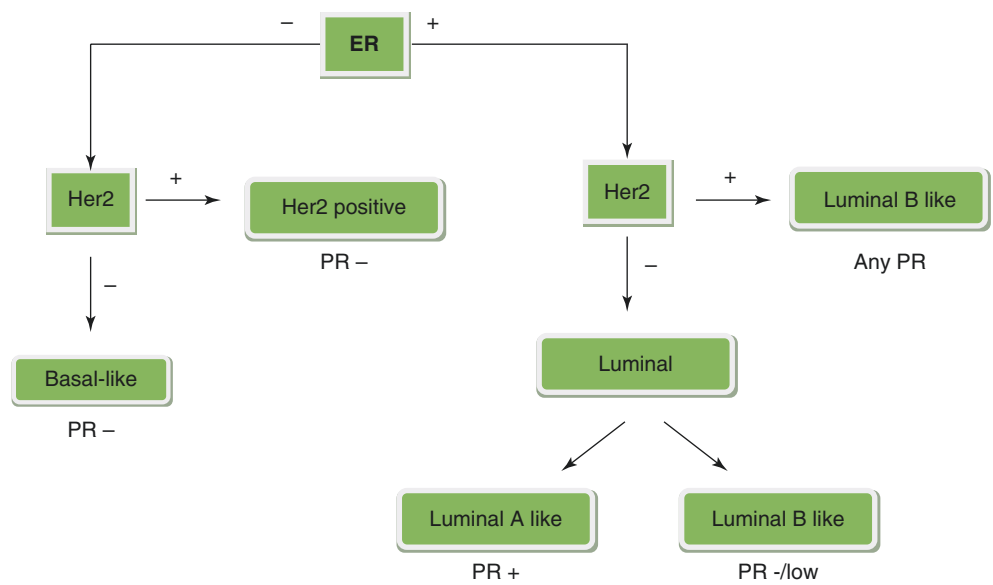 –
ER
+
Her2
+
Her2 positive
PR –
–
Basal-like
PR –
Her2
+
Luminal B like
Any PR
–
Luminal
Luminal A like
PR +
Luminal B like
PR -/low